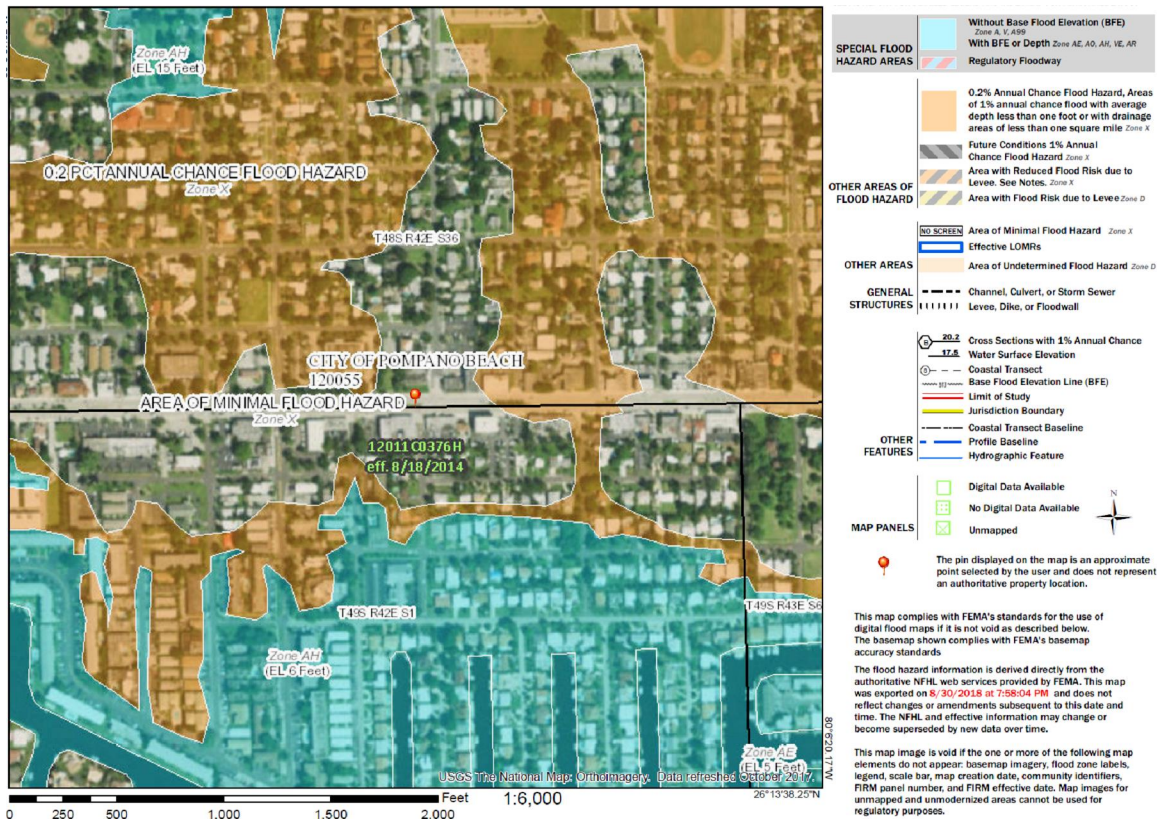 Zone AH
(EL 15 Feet)
0.2 PCT ANNUAL CHANCE FLOOD HAZARD
Zone X
T48S R42E S36
CITY OF POMPANO BEACH
120055
AREA OF MINIMAL FLOOD HAZARD
Zone X
12011C0376H
eff. 8/18/2014
T49S R42E S1
T49S R43E S6
Zone AH
(EL 6 Feet)
Zone AE
(EL 5 Feet)
USGS The National Map: Orthoimagery. Data refreshed October 2017.
80°6'20.17"W
26°13'38.25"N
Feet
1:6,000
0 250 500 1,000 1,500 2,000
SPECIAL FLOOD
HAZARD AREAS
Without Base Flood Elevation (BFE)
Zone A, V, A99
With BFE or Depth Zone AE, AO, AH, VE, AR
Regulatory Floodway
OTHER AREAS OF
FLOOD HAZARD
0.2% Annual Chance Flood Hazard, Areas
of 1% annual chance flood with average
depth less than one foot or with drainage
areas of less than one square mile Zone X
Future Conditions 1% Annual
Chance Flood Hazard Zone X
Area with Reduced Flood Risk due to
Levee. See Notes. Zone X
Area with Flood Risk due to Levee Zone D
OTHER AREAS
NO SCREEN Area of Minimal Flood Hazard Zone X
Effective LOMRs
Area of Undetermined Flood Hazard Zone D
GENERAL
STRUCTURES
Channel, Culvert, or Storm Sewer
Levee, Dike, or Floodwall
OTHER
FEATURES
B 20.2 Cross Sections with 1% Annual Chance
17.5 Water Surface Elevation
8 Coastal Transect
513 Base Flood Elevation Line (BFE)
Limit of Study
Jurisdiction Boundary
Coastal Transect Baseline
Profile Baseline
Hydrographic Feature
MAP PANELS
Digital Data Available
No Digital Data Available
Unmapped
N
The pin displayed on the map is an approximate
point selected by the user and does not represent
an authoritative property location.
This map complies with FEMA's standards for the use of
digital flood maps if it is not void as described below.
The basemap shown complies with FEMA's basemap
accuracy standards
The flood hazard information is derived directly from the
authoritative NFHL web services provided by FEMA. This map
was exported on 8/30/2018 at 7:58:04 PM and does not
reflect changes or amendments subsequent to this date and
time. The NFHL and effective information may change or
become superseded by new data over time.
This map image is void if the one or more of the following map
elements do not appear: basemap imagery, flood zone labels,
legend, scale bar, map creation date, community identifiers,
FIRM panel number, and FIRM effective date. Map images for
unmapped and unmodernized areas cannot be used for
regulatory purposes.